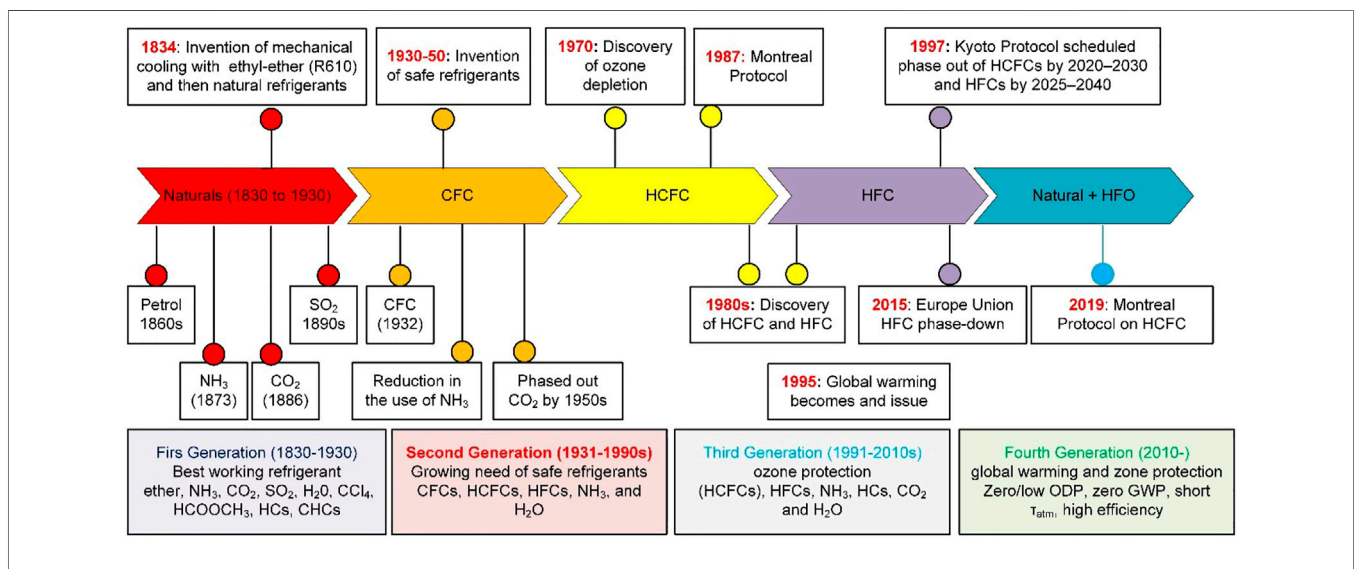 1834: Invention of mechanical
cooling with ethyl-ether (R610)
and then natural refrigerants
1930-50: Invention
of safe refrigerants
1970: Discovery
of ozone
depletion
1987: Montreal
Protocol
1997: Kyoto Protocol scheduled
phase out of HCFCs by 2020–2030
and HFCs by 2025–2040
Naturals (1830 to 1930)
CFC
HCFC
HFC
Natural + HFO
Petrol
1860s
SO₂
1890s
CFC
(1932)
1980s: Discovery
of HCFC and HFC
2015: Europe Union
HFC phase-down
2019: Montreal
Protocol on HCFC
NH₃
(1873)
CO₂
(1886)
Reduction in
the use of NH₃
Phased out
CO₂ by 1950s
1995: Global warming
becomes and issue
Firs Generation (1830-1930)
Best working refrigerant
ether, NH₃, CO₂, SO₂, H₂0, CCl₄,
HCOOCH₃, HCs, CHCs
Second Generation (1931-1990s)
Growing need of safe refrigerants
CFCs, HCFCs, HFCs, NH₃, and
H₂O
Third Generation (1991-2010s)
ozone protection
(HCFCs), HFCs, NH₃, HCs, CO₂
and H₂O
Fourth Generation (2010-)
global warming and zone protection
Zero/low ODP, zero GWP, short
τatm, high efficiency